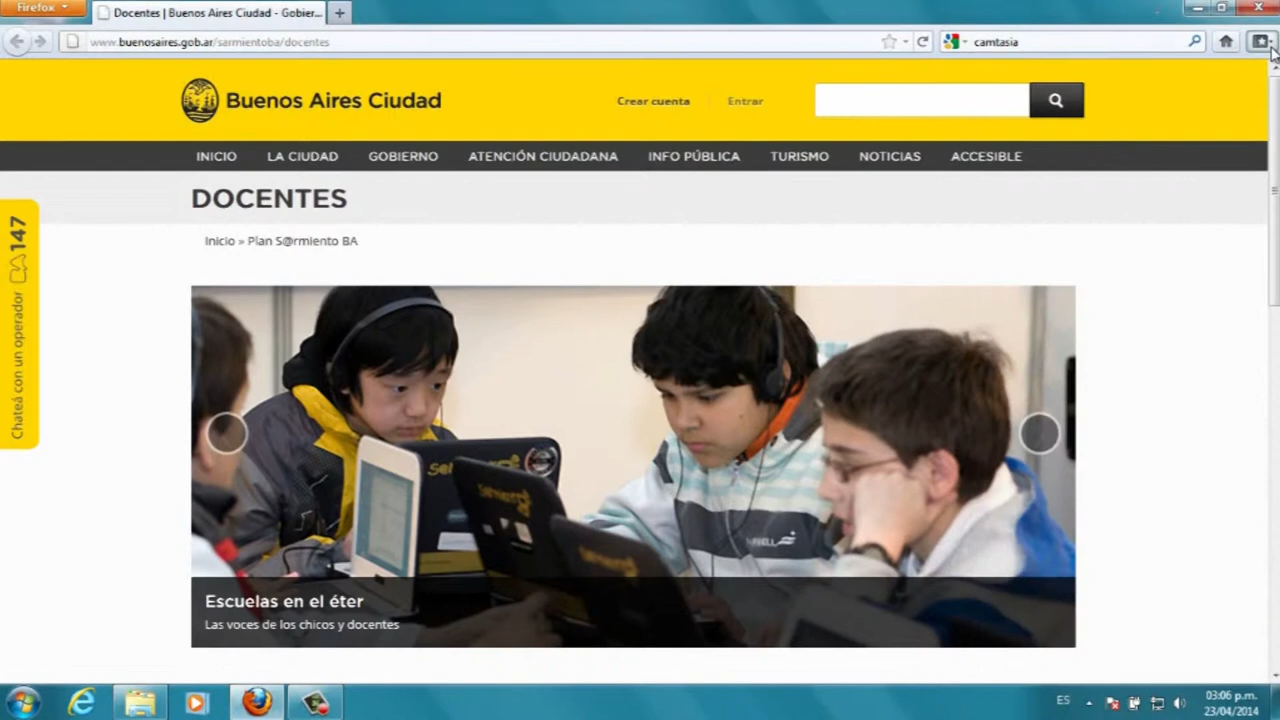 Firefox
Docentes | Buenos Aires Ciudad - Gobier...
www.buenosaires.gob.ar/sarmientoba/docentes
camtasia
Buenos Aires Ciudad
Crear cuenta
Entrar
INICIO LA CIUDAD GOBIERNO ATENCIÓN CIUDADANA INFO PÚBLICA TURISMO NOTICIAS ACCESIBLE
DOCENTES
Inicio » Plan S@rmiento BA
Chateá con un operador BA 147
Escuelas en el éter
Las voces de los chicos y docentes
ES
03:06 p.m.
23/04/2014